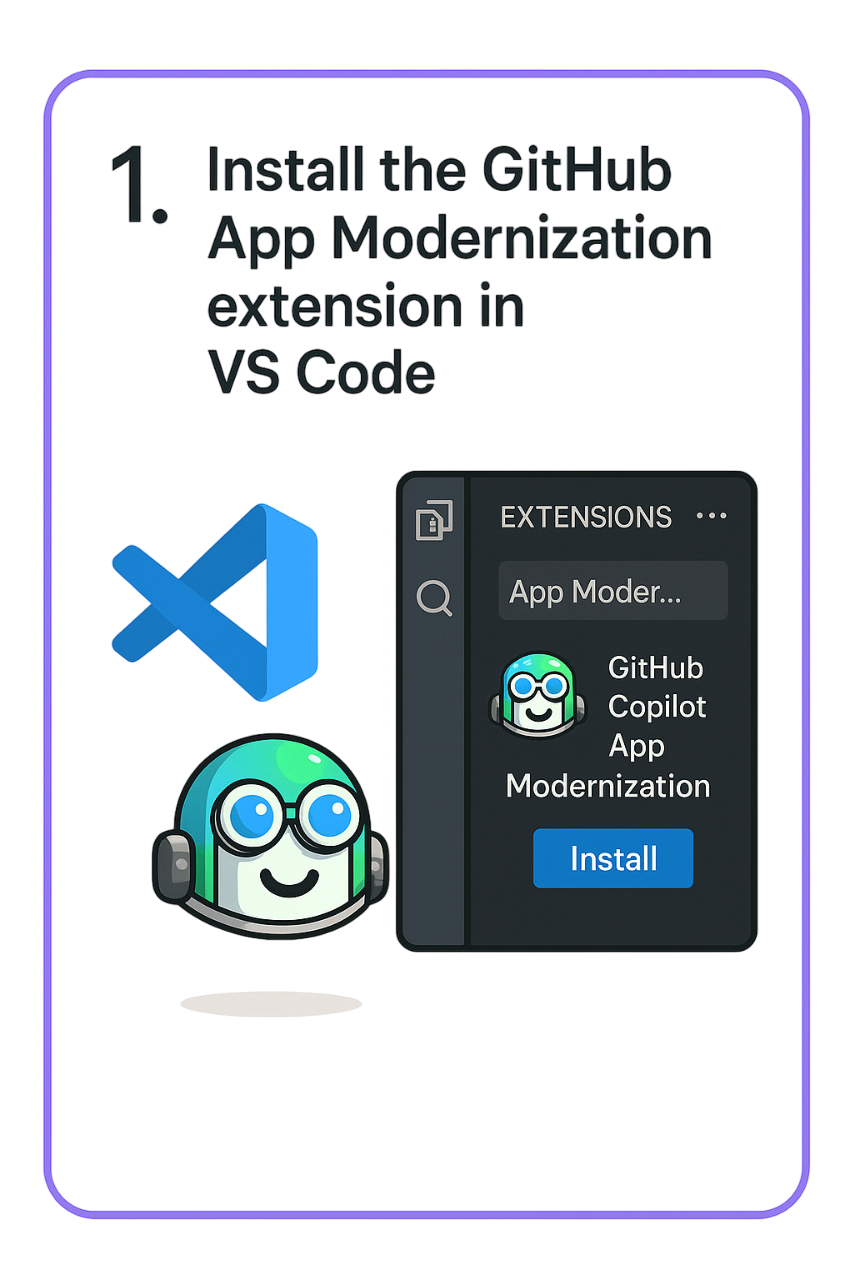 1. Install the GitHub
App Modernization
extension in
VS Code
EXTENSIONS ...
App Moder...
GitHub
Copilot
App
Modernization
Install